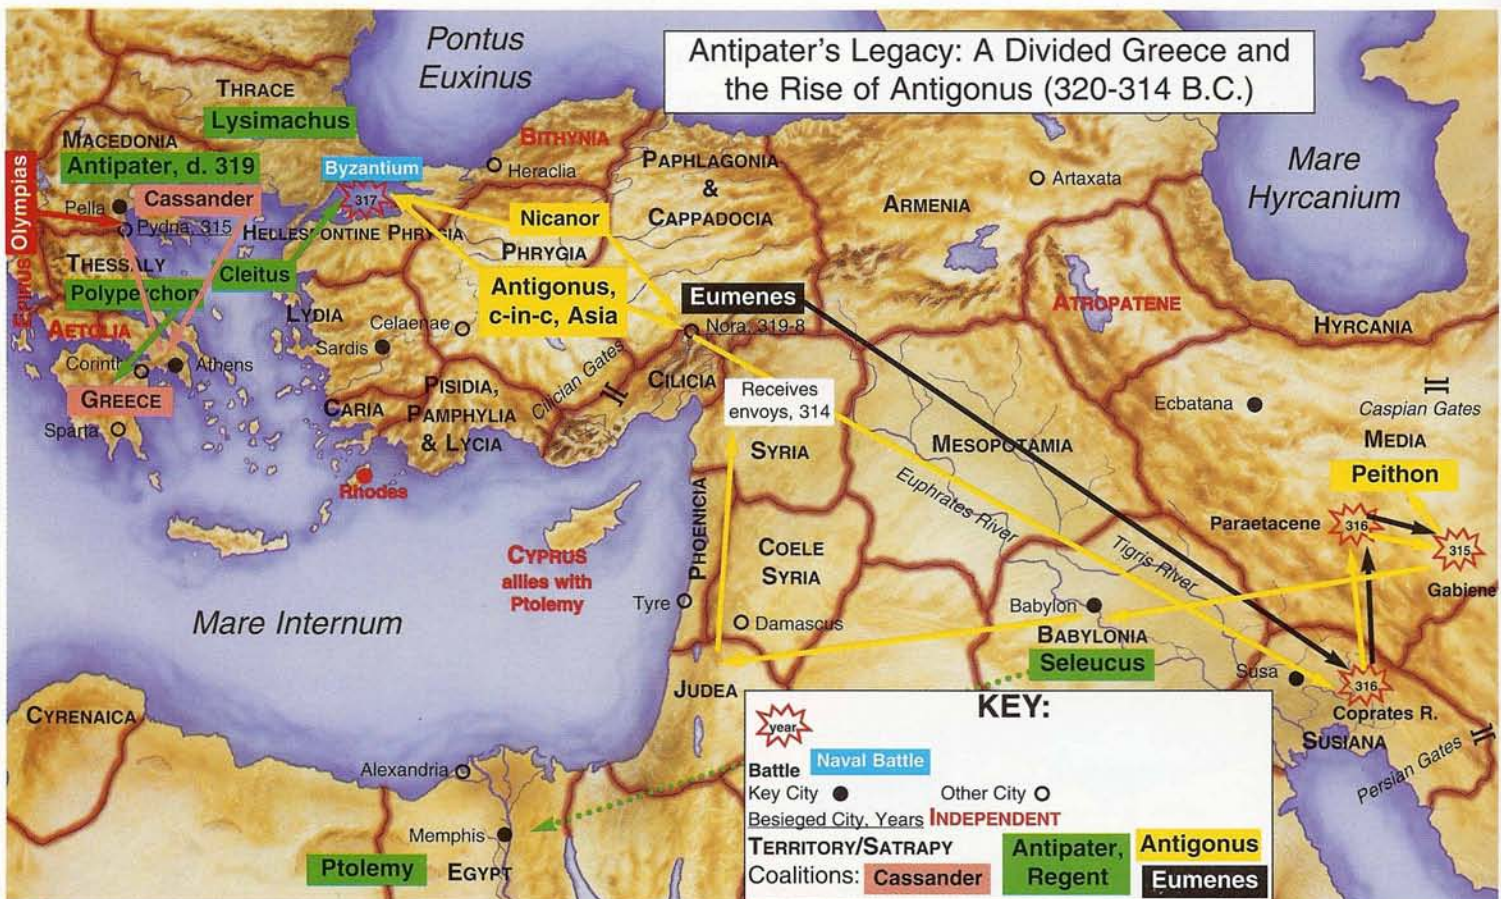 Antipater's Legacy: A Divided Greece and
the Rise of Antigonus (320-314 B.C.)
Pontus
Euxinus
Mare
Hyrcanium
THRACE
Lysimachus
MACEDONIA
Antipater, d. 319
Cassander
Olympias
EPIRUS
Pella
Pydna, 315
Byzantium
317
BITHYNIA
Heraclia
HELLESPONTINE PHRYGIA
Nicanor
PHRYGIA
PAPHLAGONIA
&
CAPPADOCIA
ARMENIA
Artaxata
THESSALY
Polyperchon
Cleitus
AETOLIA
Antigonus,
c-in-c, Asia
Eumenes
Nora, 319-8
ATROPATENE
HYRCANIA
LYDIA
Celaenae
Sardis
Corinth
Athens
GREECE
Sparta
CARIA
PISIDIA,
PAMPHYLIA
& LYCIA
Cilician Gates
CILICIA
Receives
envoys, 314
SYRIA
MESOPOTAMIA
Ecbatana
Caspian Gates
MEDIA
Peithon
Rhodes
Euphrates River
Tigris River
Paraetacene
316
315
Gabiene
CYPRUS
allies with
Ptolemy
PHOENICIA
COELE
SYRIA
Mare Internum
Tyre
Damascus
Babylon
BABYLONIA
Seleucus
Susa
316
Coprates R.
SUSIANA
Persian Gates
JUDEA
CYRENAICA
Alexandria
Memphis
Ptolemy
EGYPT
KEY:
year
Battle
Naval Battle
Key City
Other City
Besieged City, Years
INDEPENDENT
TERRITORY/SATRAPY
Antipater,
Regent
Antigonus
Coalitions:
Cassander
Eumenes